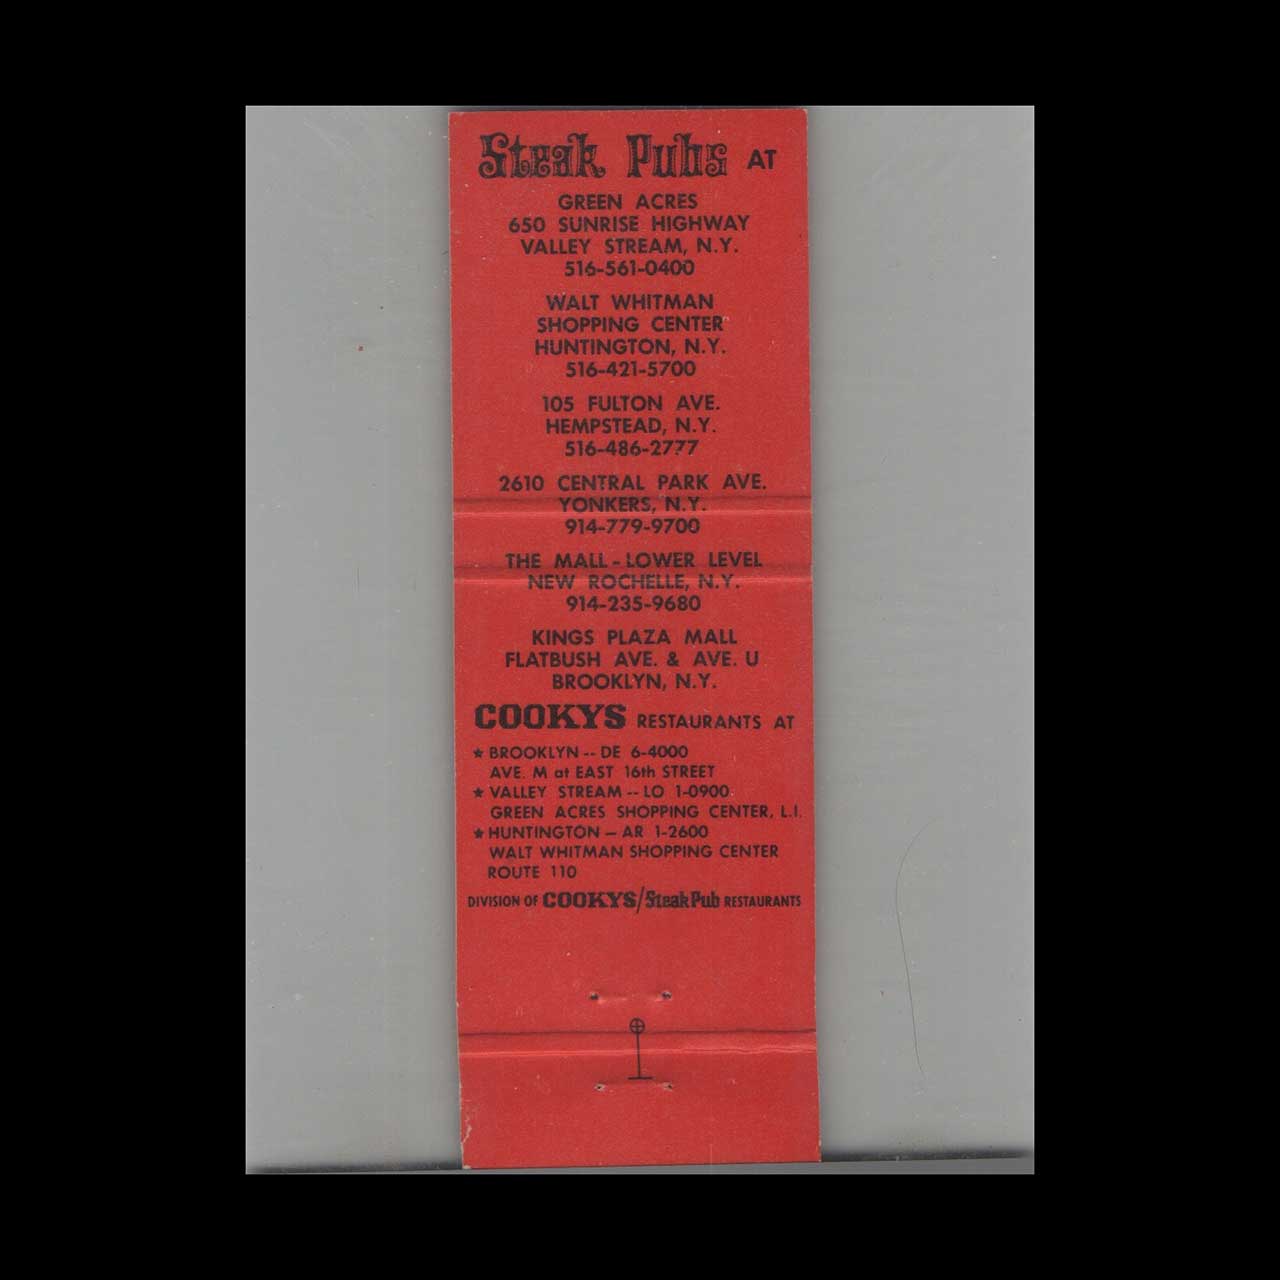 Steak Pubs AT
GREEN ACRES
650 SUNRISE HIGHWAY
VALLEY STREAM, N.Y.
516-561-0400
WALT WHITMAN
SHOPPING CENTER
HUNTINGTON, N.Y.
516-421-5700
105 FULTON AVE.
HEMPSTEAD, N.Y.
516-486-2777
2610 CENTRAL PARK AVE.
YONKERS, N.Y.
914-779-9700
THE MALL - LOWER LEVEL
NEW ROCHELLE, N.Y.
914-235-9680
KINGS PLAZA MALL
FLATBUSH AVE. & AVE. U
BROOKLYN, N.Y.
COOKYS RESTAURANTS AT
★ BROOKLYN -- DE 6-4000
AVE. M at EAST 16th STREET
★ VALLEY STREAM -- LO 1-0900
GREEN ACRES SHOPPING CENTER, L.I.
★ HUNTINGTON — AR 1-2600
WALT WHITMAN SHOPPING CENTER
ROUTE 110
DIVISION OF COOKYS/Steak Pub RESTAURANTS